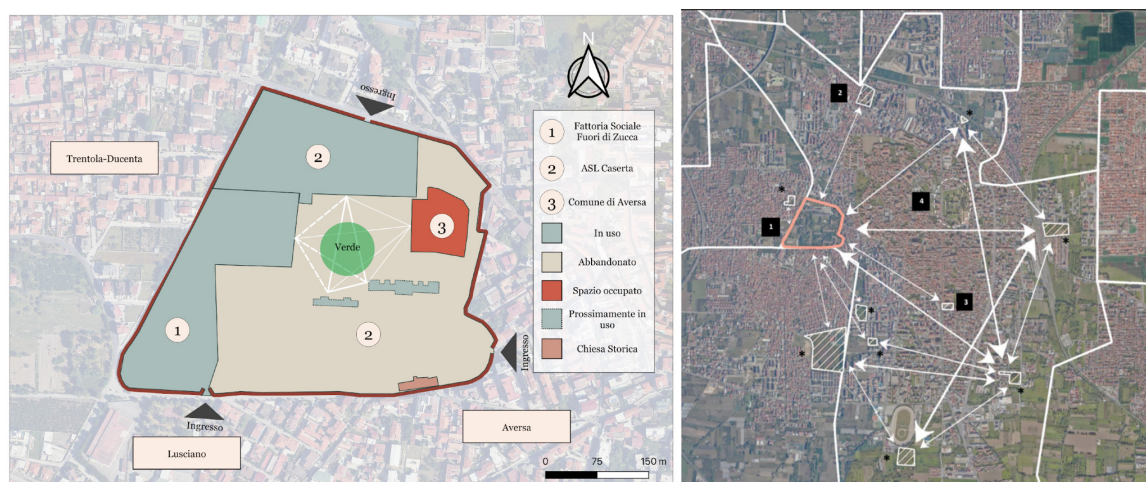 Ingresso
N
Trentola-Ducenta
2
3
Verde
1
2
Ingresso
Ingresso
Lusciano
Aversa
1
Fattoria Sociale
Fuori di Zucca
2
ASL Caserta
3
Comune di Aversa
In uso
Abbandonato
Spazio occupato
Prossimamente in
uso
Chiesa Storica
0 75 150 m
2
*
4
*
1
*
3
*
*
*
*
*